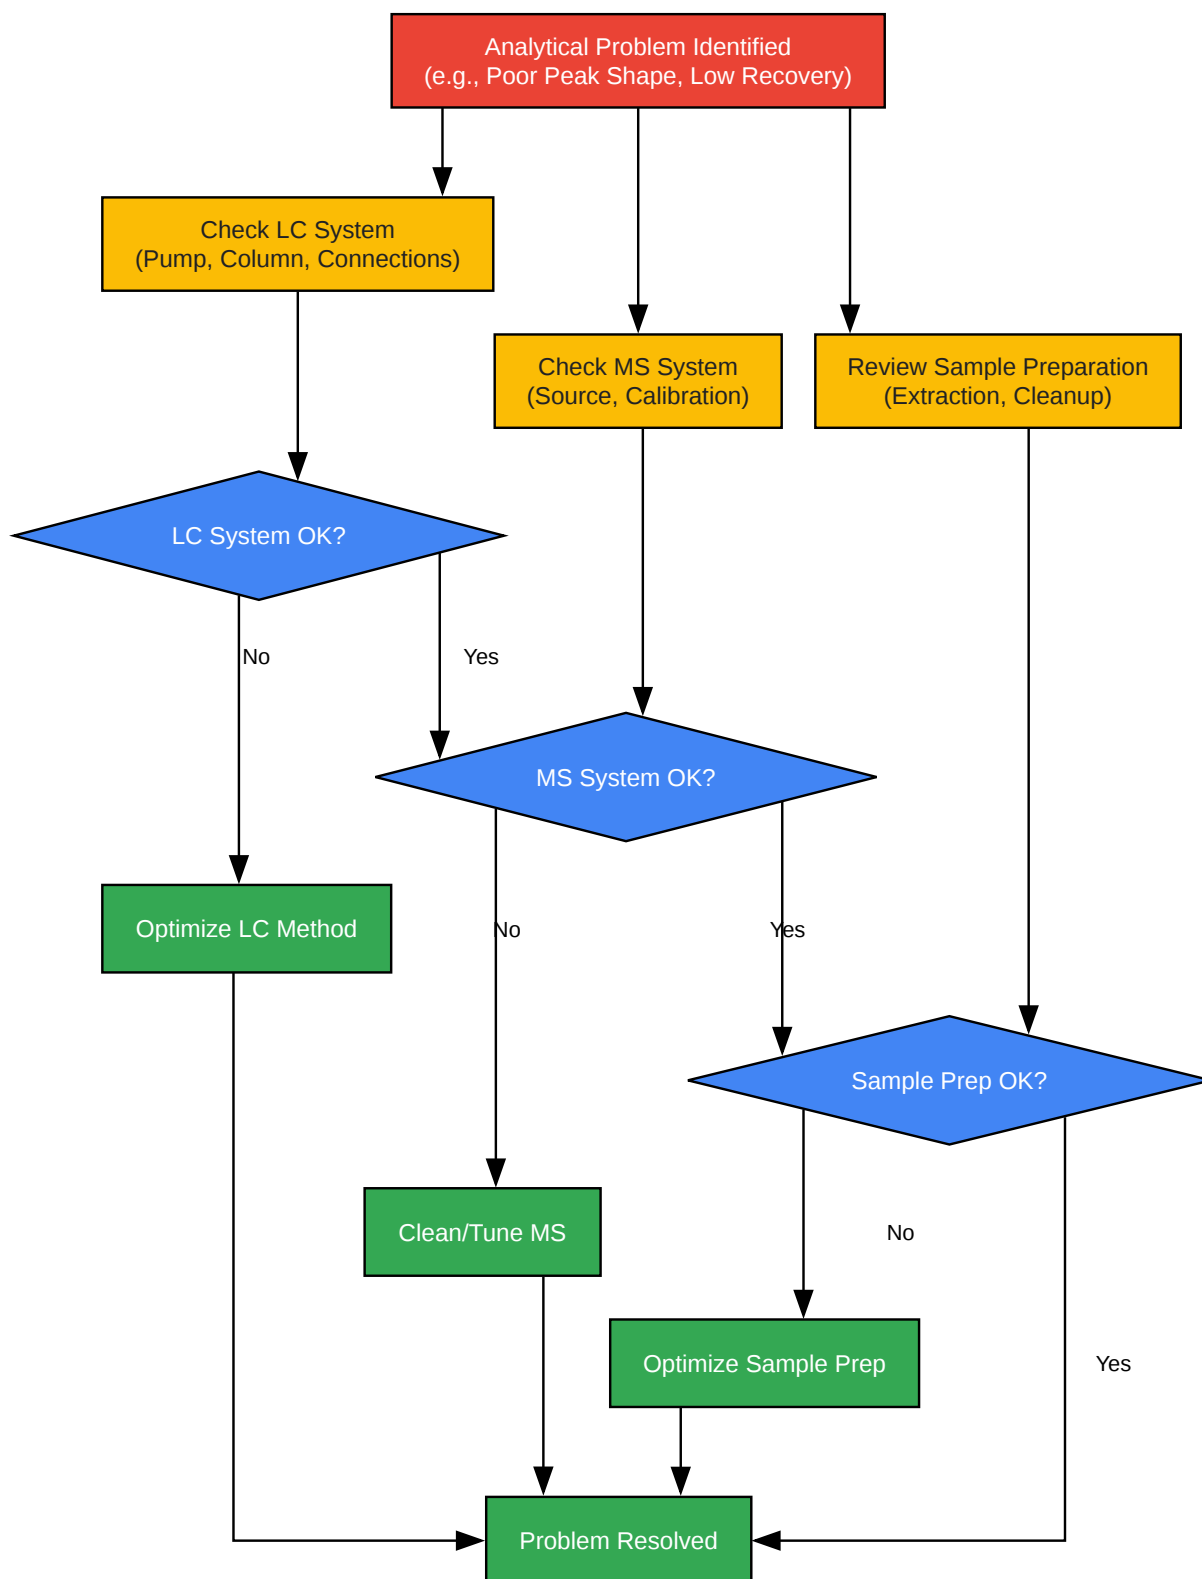 Analytical Problem Identified
(e.g., Poor Peak Shape, Low Recovery)
Check LC System
(Pump, Column, Connections)
Check MS System
(Source, Calibration)
Review Sample Preparation
(Extraction, Cleanup)
LC System OK?
No
Yes
MS System OK?
Optimize LC Method
No
Yes
Sample Prep OK?
Clean/Tune MS
No
Optimize Sample Prep
Yes
Problem Resolved